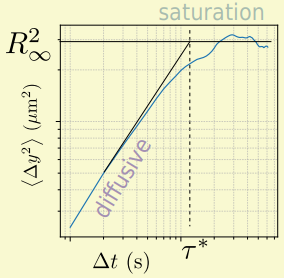 saturation
R²∞
⟨Δy²⟩ (μm²)
diffusive
Δt (s)
τ*